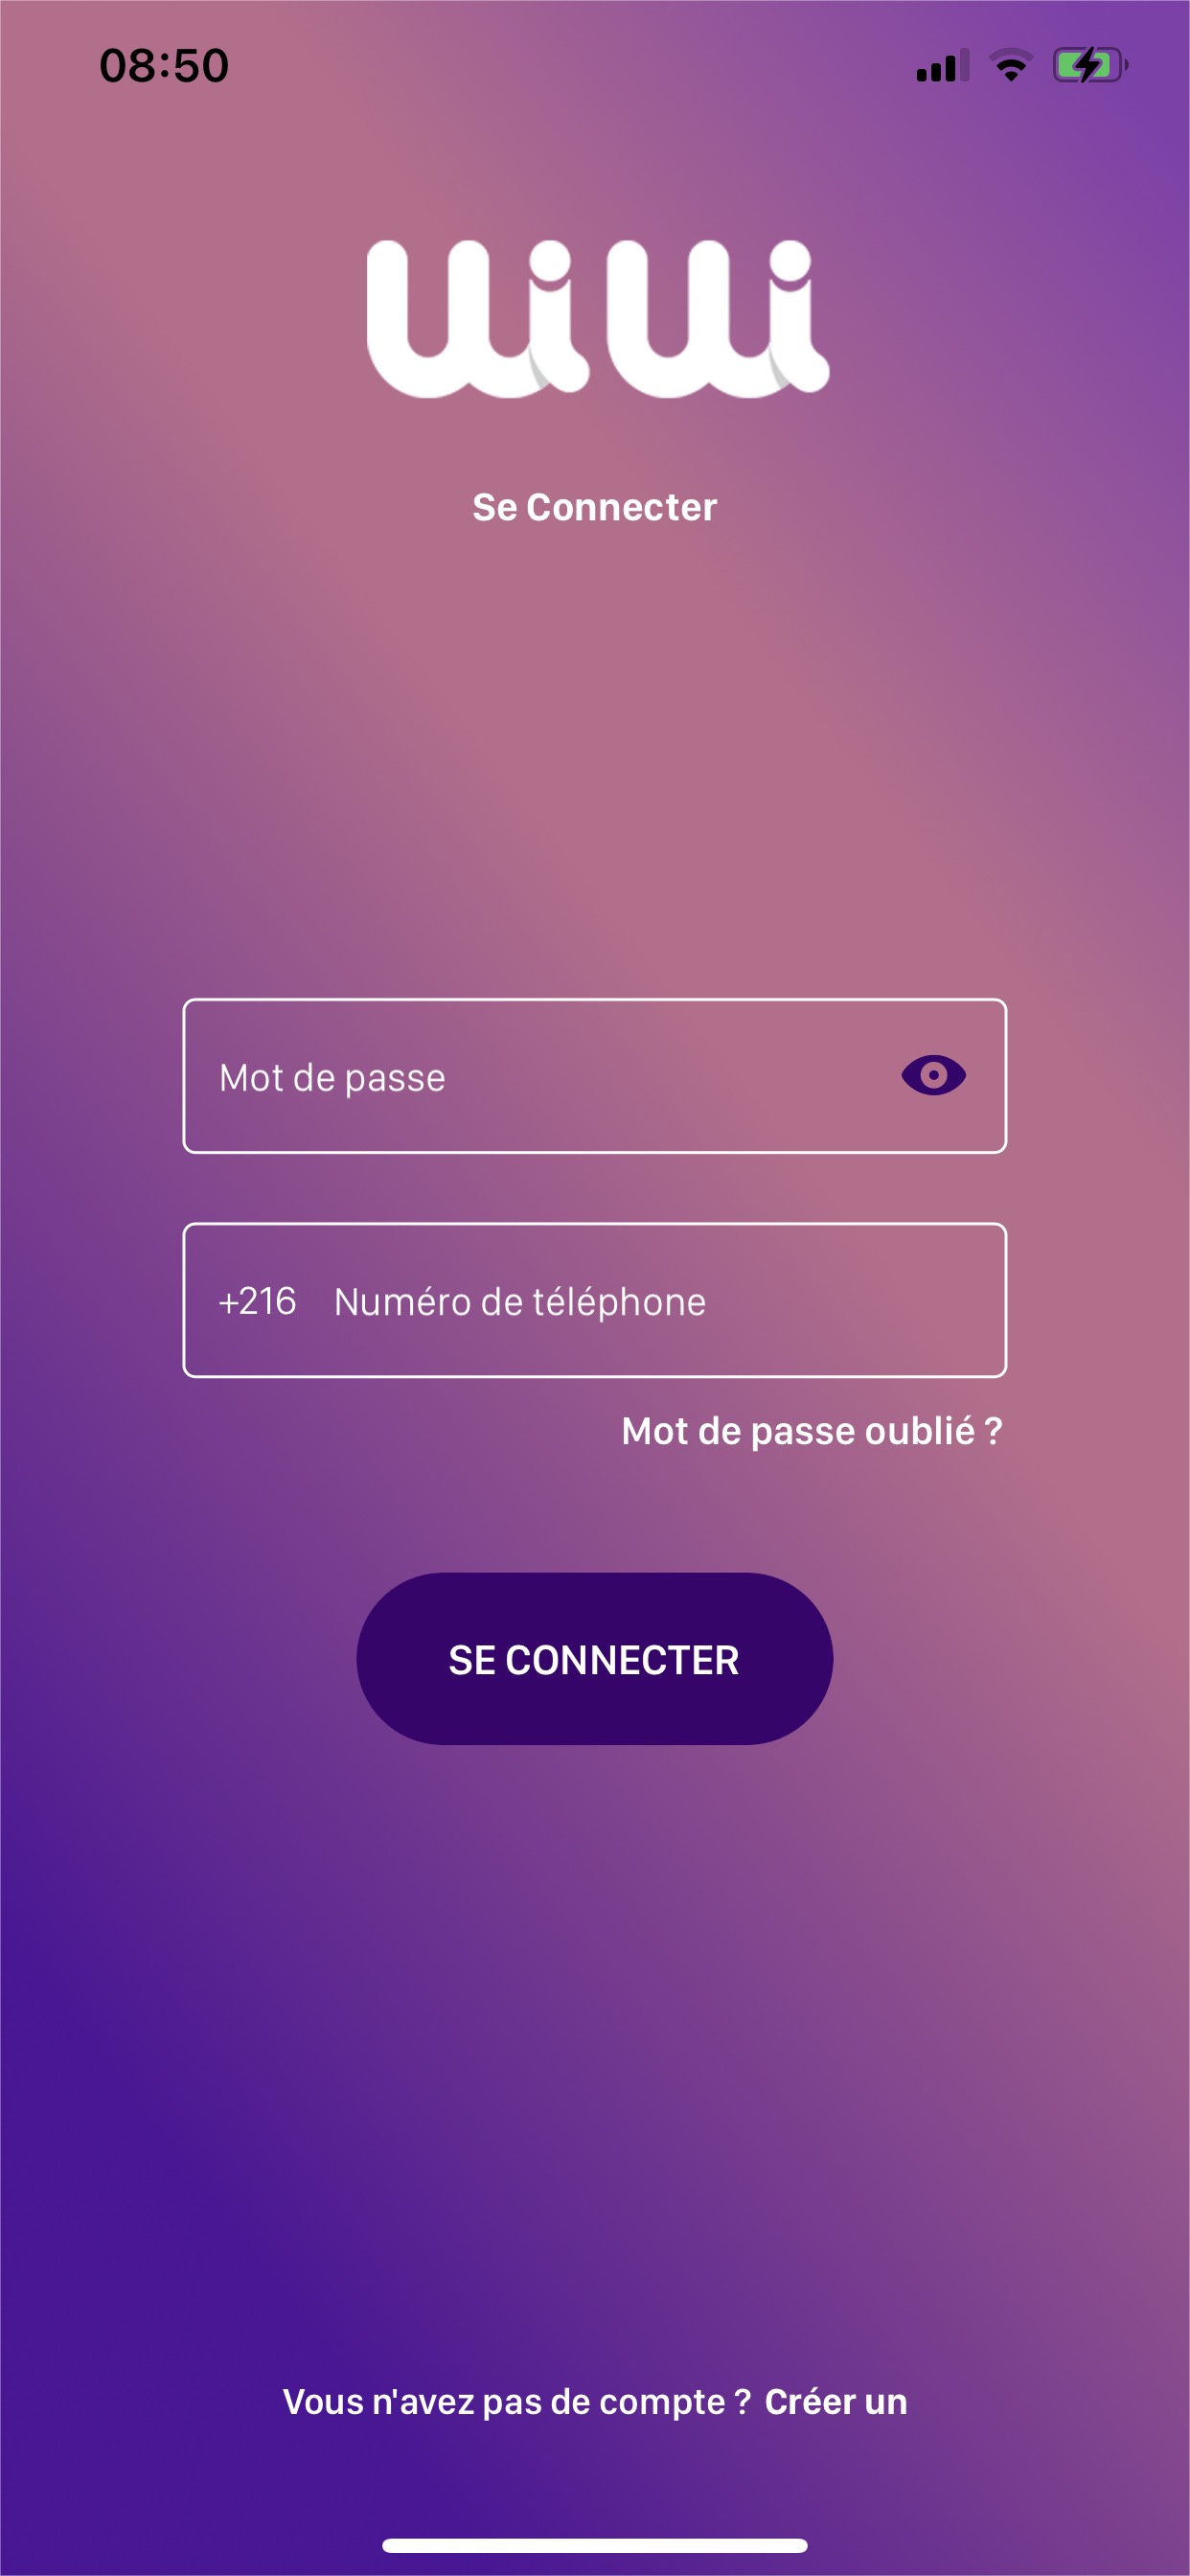 08:50
wiwi
Se Connecter
Mot de passe
+216 Numéro de téléphone
Mot de passe oublié ?
SE CONNECTER
Vous n'avez pas de compte ? Créer un